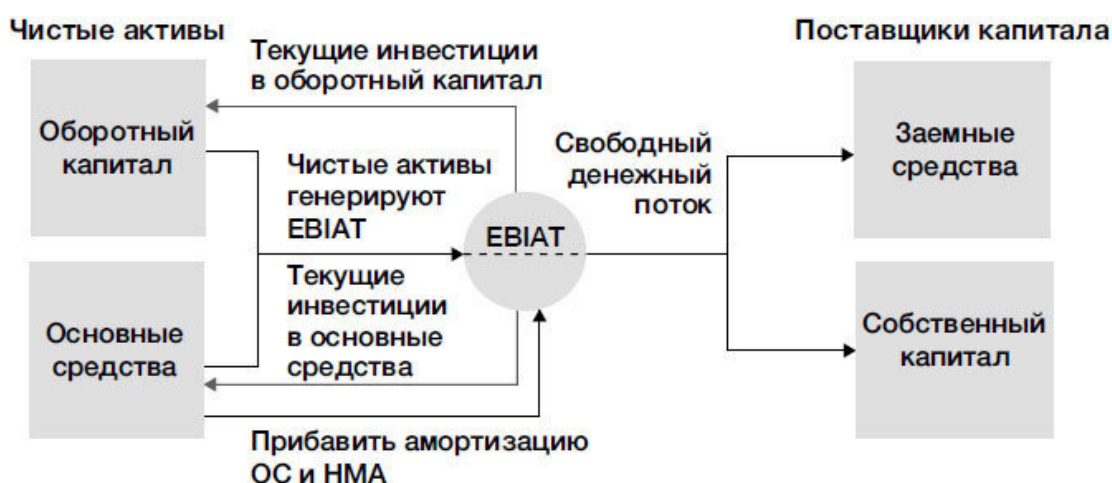 Чистые активы
Поставщики капитала
Текущие инвестиции
в оборотный капитал
Оборотный
капитал
Чистые активы
генерируют
EBIAT
EBIAT
Свободный
денежный
поток
Заемные
средства
Основные
средства
Текущие
инвестиции
в основные
средства
Собственный
капитал
Прибавить амортизацию
ОС и НМА